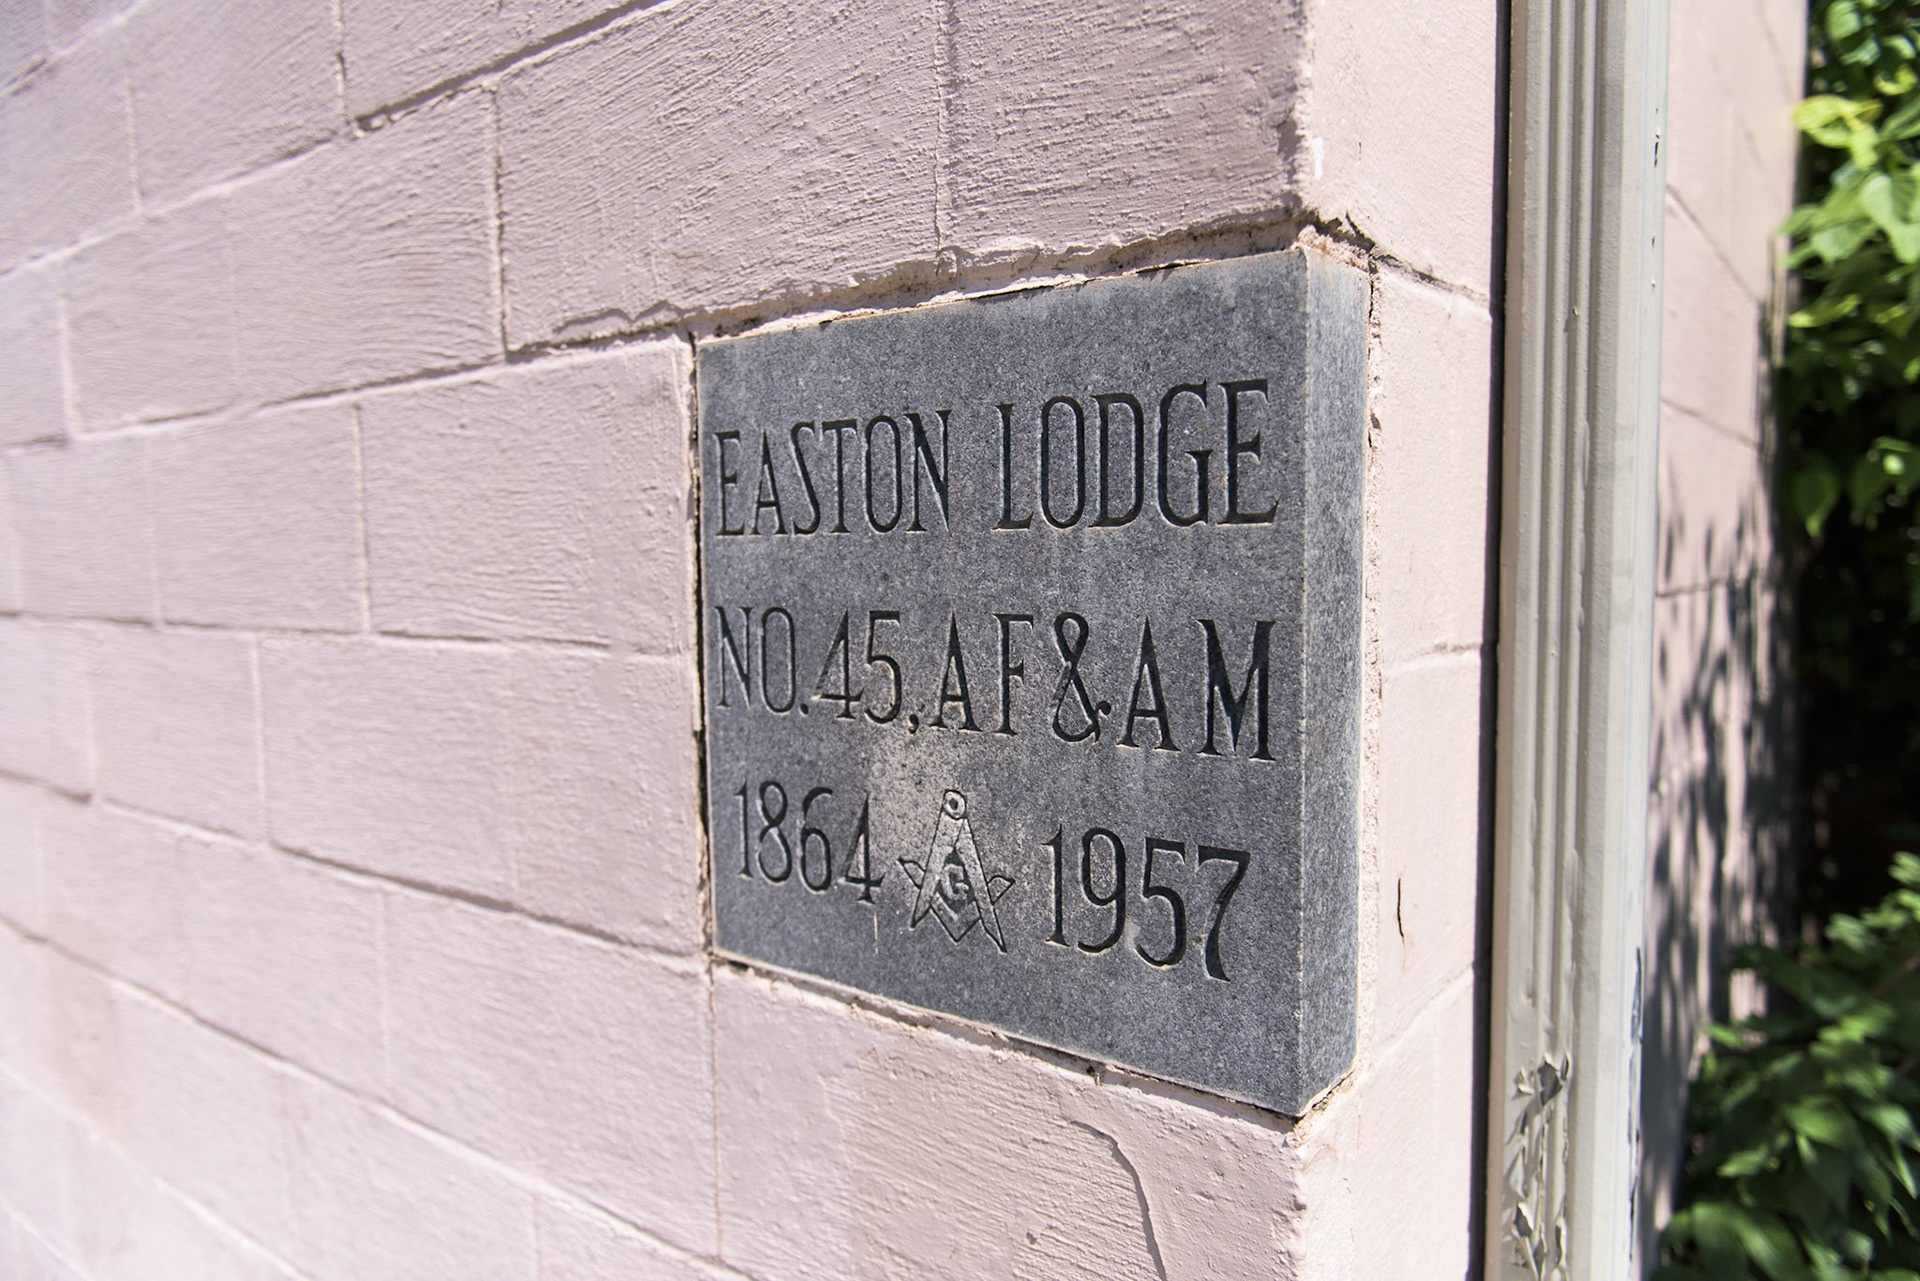 EASTON LODGE
NO.45, AF&AM
1864 G 1957